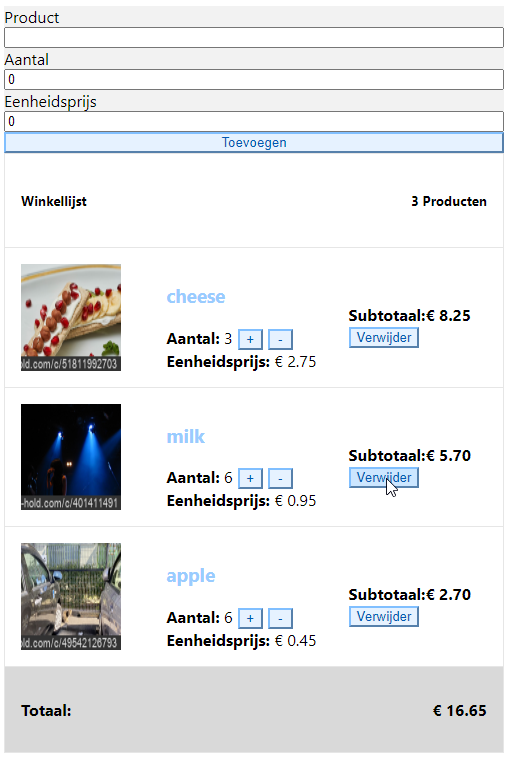 Product
Aantal
0
Eenheidsprijs
0
Toevoegen
Winkellijst 3 Producten
cheese
Aantal: 3 + -
Eenheidsprijs: € 2.75
Subtotaal:€ 8.25
Verwijder
old.com/c/51811992703
milk
Aantal: 6 + -
Eenheidsprijs: € 0.95
Subtotaal:€ 5.70
Verwijder
-hold.com/c/401411491
apple
Aantal: 6 + -
Eenheidsprijs: € 0.45
Subtotaal:€ 2.70
Verwijder
old.com/c/49542126793
Totaal: € 16.65